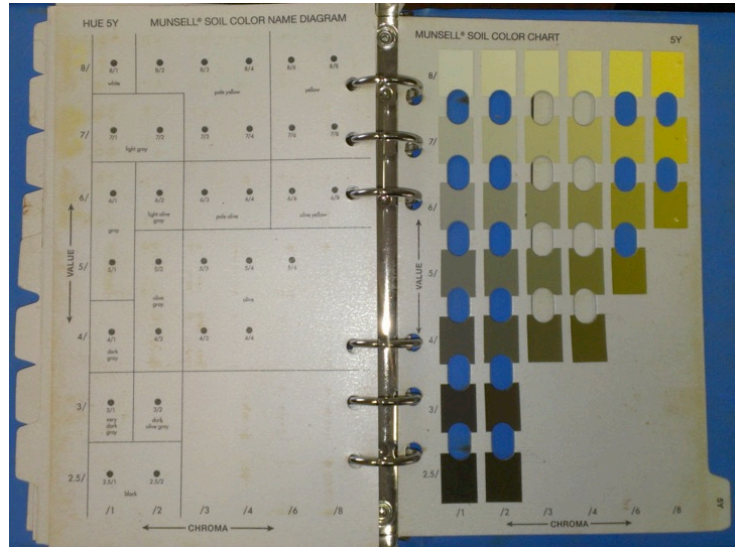 HUE 5Y MUNSELL® SOIL COLOR NAME DIAGRAM
8/ 8/1 8/2 8/3 8/4 8/6 8/8
white pale yellow yellow
7/ 7/1 7/2 7/3 7/4 7/6 7/8
light gray
6/ 6/1 6/2 6/3 6/4 6/6 6/8
gray light olive gray pale olive olive yellow
VALUE
5/ 5/1 5/2 5/3 5/4 5/6
olive gray olive
4/ 4/1 4/2 4/3 4/4
dark gray
3/ 3/1 3/2
very dark gray dark olive gray
2.5/ 2.5/1 2.5/2
black
/1 /2 /3 /4 /6 /8
CHROMA
MUNSELL® SOIL COLOR CHART 5Y
8/
7/
6/
VALUE
5/
4/
3/
2.5/
/1 /2 /3 /4 /6 /8
CHROMA
5Y